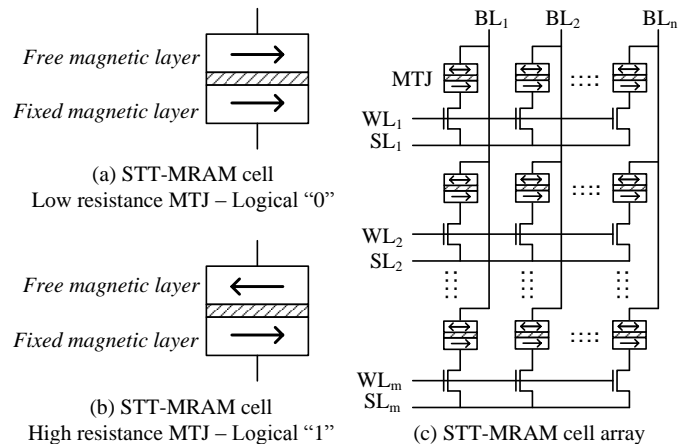 Free magnetic layer
Fixed magnetic layer
(a) STT-MRAM cell
Low resistance MTJ – Logical “0”
Free magnetic layer
Fixed magnetic layer
(b) STT-MRAM cell
High resistance MTJ – Logical “1”
BL1 BL2 BLn
MTJ
WL1
SL1
WL2
SL2
WLm
SLm
(c) STT-MRAM cell array